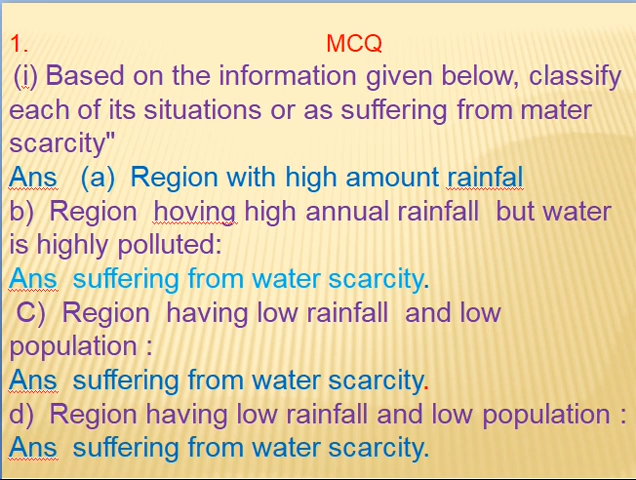 1. MCQ
(i) Based on the information given below, classify
each of its situations or as suffering from mater
scarcity"
Ans (a) Region with high amount rainfal
b) Region hoving high annual rainfall but water
is highly polluted:
Ans suffering from water scarcity.
C) Region having low rainfall and low
population :
Ans suffering from water scarcity.
d) Region having low rainfall and low population :
Ans suffering from water scarcity.